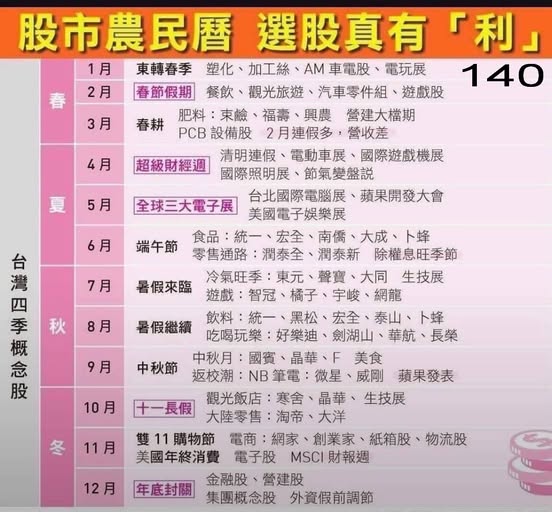 股市農民曆 選股真有「利」
140
台灣四季概念股
春
1月 東轉春季 塑化、加工絲、AM車電股、電玩展
2月 春節假期 餐飲、觀光旅遊、汽車零件組、遊戲股
3月 春耕 肥料：東鹼、福壽、興農 營建大檔期
PCB設備股 2月連假多，營收差
夏
4月 超級財經週 清明連假、電動車展、國際遊戲機展
國際照明展、節氣變盤説
5月 全球三大電子展 台北國際電腦展、蘋果開發大會
美國電子娛樂展
6月 端午節 食品：統一、宏全、南僑、大成、卜蜂
零售通路：潤泰全、潤泰新 除權息旺季節
秋
7月 暑假來臨 冷氣旺季：東元、聲寶、大同 生技展
遊戲：智冠、橘子、宇峻、網龍
8月 暑假繼續 飲料：統一、黑松、宏全、泰山、卜蜂
吃喝玩樂：好樂迪、劍湖山、華航、長榮
9月 中秋節 中秋月：國賓、晶華、F 美食
返校潮：NB筆電：微星、威剛 蘋果發表
冬
10月 十一長假 觀光飯店：寒舍、晶華、 生技展
大陸零售：淘帝、大洋
11月 雙11購物節 電商：網家、創業家、紙箱股、物流股
美國年終消費 電子股 MSCI財報週
12月 年底封關 金融股、營建股
集團概念股 外資假前調節